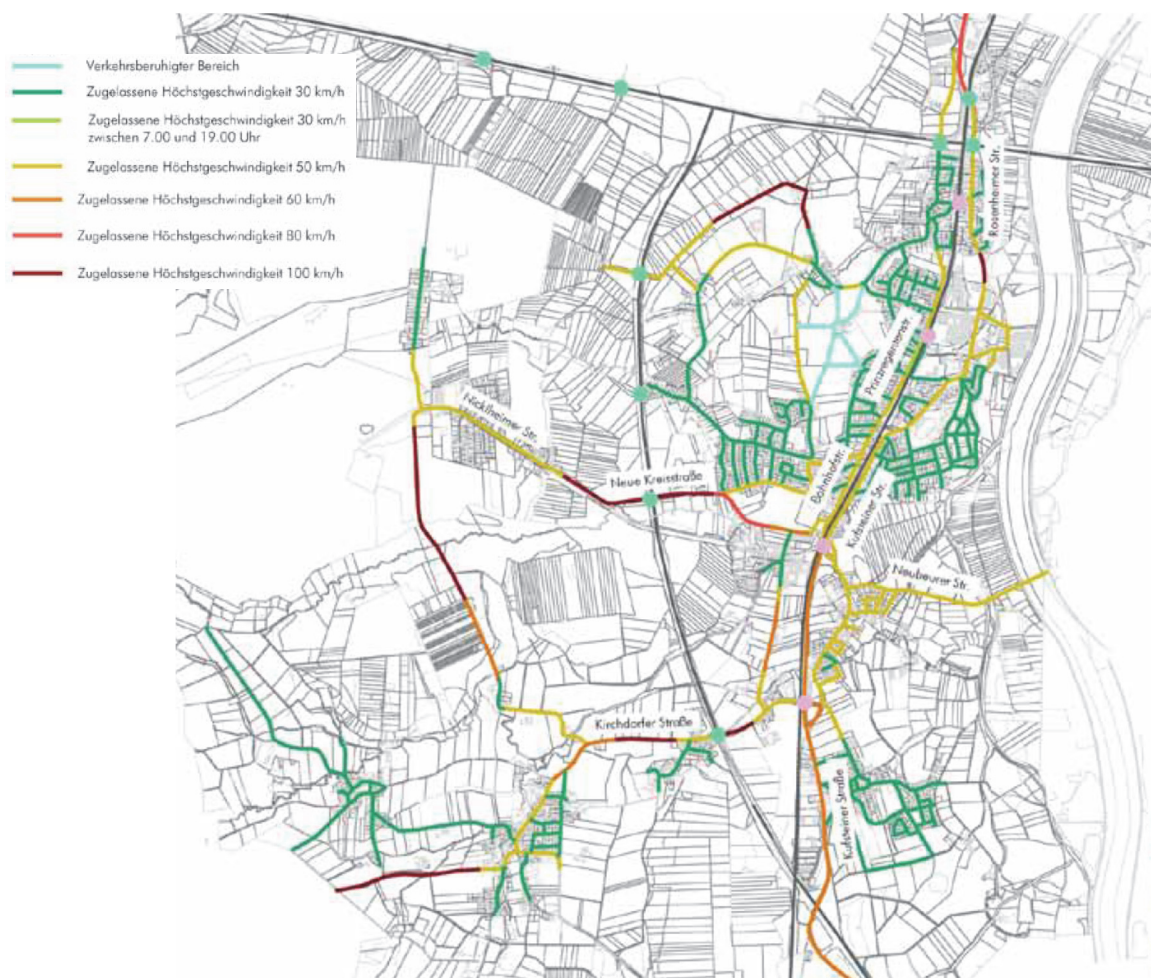 Verkehrsberuhigter Bereich
Zugelassene Höchstgeschwindigkeit 30 km/h
Zugelassene Höchstgeschwindigkeit 30 km/h
zwischen 7.00 und 19.00 Uhr
Zugelassene Höchstgeschwindigkeit 50 km/h
Zugelassene Höchstgeschwindigkeit 60 km/h
Zugelassene Höchstgeschwindigkeit 80 km/h
Zugelassene Höchstgeschwindigkeit 100 km/h
Rosenheimer Str.
Prinzregentenstr.
Nicklheimer Str.
Neue Kreisstraße
Bahnhofstr.
Kufsteiner Str.
Neubeurer Str.
Kirchdorfer Straße
Kufsteiner Straße